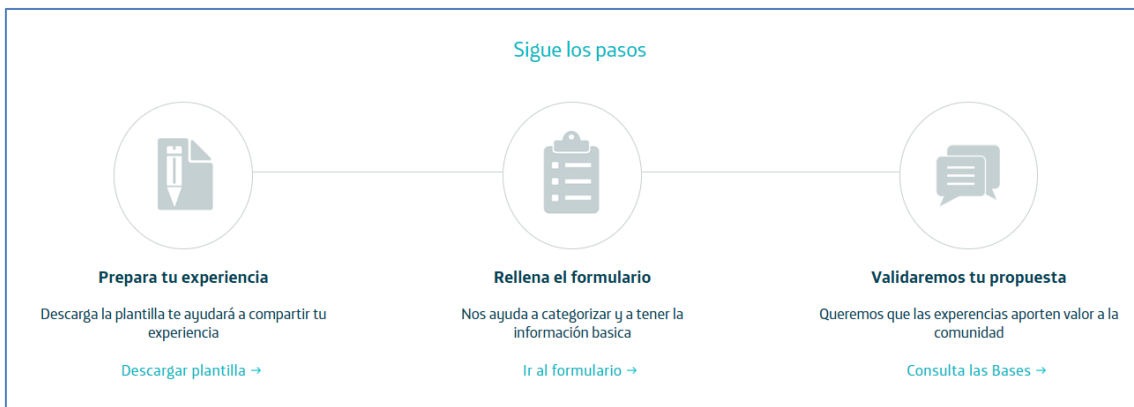 Sigue los pasos
Prepara tu experiencia
Descarga la plantilla te ayudará a compartir tu
experiencia
Descargar plantilla →
Rellena el formulario
Nos ayuda a categorizar y a tener la
información basica
Ir al formulario →
Validaremos tu propuesta
Queremos que las experencias aporten valor a la
comunidad
Consulta las Bases →